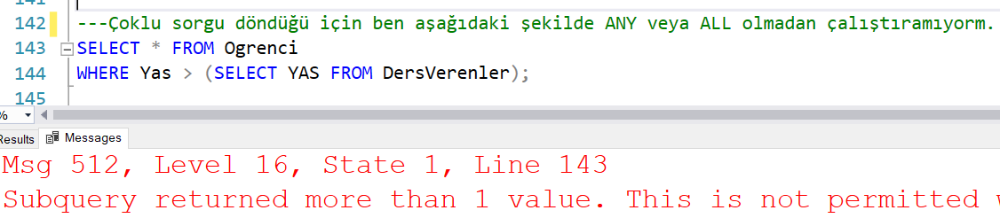 142 ---Çoklu sorgu döndüğü için ben aşağıdaki şekilde ANY veya ALL olmadan çalıştıramıyorm.
143 SELECT * FROM Ogrenci
144 WHERE Yas > (SELECT YAS FROM DersVerenler);
145
%
Results Messages
Msg 512, Level 16, State 1, Line 143
Subquery returned more than 1 value. This is not permitted